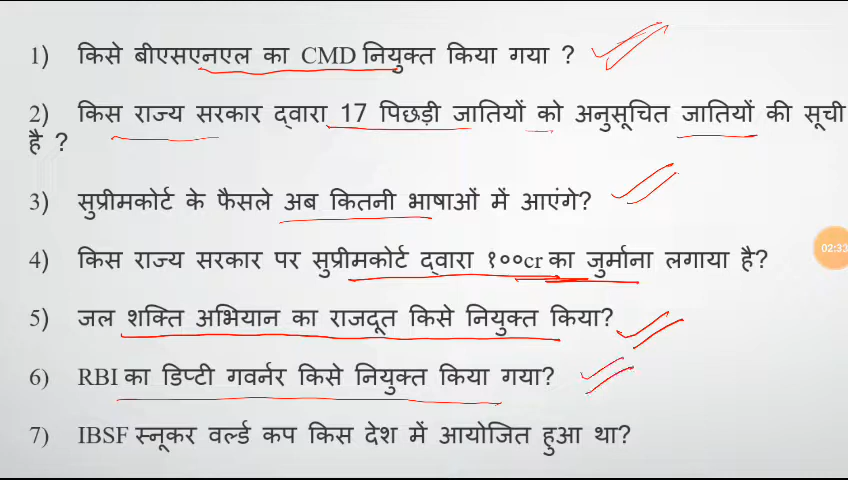 1) किसे बीएसएनएल का CMD नियुक्त किया गया ?
2) किस राज्य सरकार द्वारा 17 पिछड़ी जातियों को अनुसूचित जातियों की सूची
है ?
3) सुप्रीमकोर्ट के फैसले अब कितनी भाषाओं में आएंगे?
4) किस राज्य सरकार पर सुप्रीमकोर्ट द्वारा १००cr का जुर्माना लगाया है?
02:33
5) जल शक्ति अभियान का राजदूत किसे नियुक्त किया?
6) RBI का डिप्टी गवर्नर किसे नियुक्त किया गया?
7) IBSF स्नूकर वर्ल्ड कप किस देश में आयोजित हुआ था?